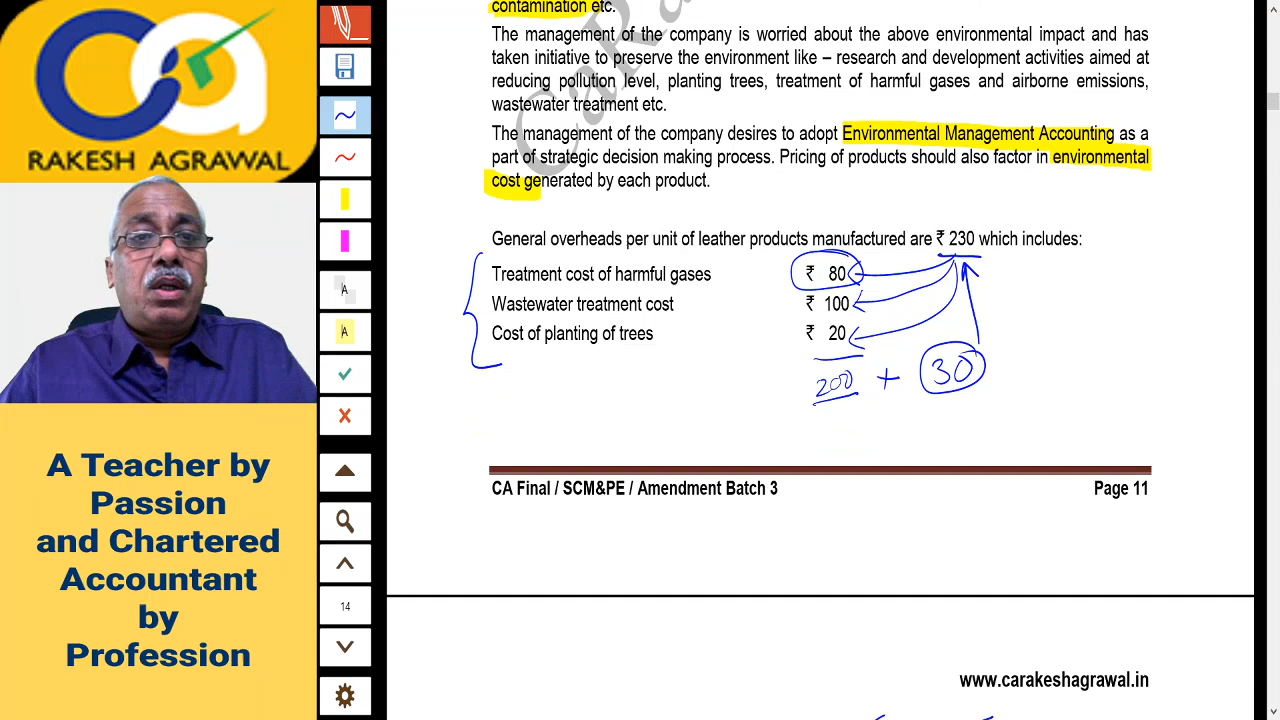 RAKESH AGRAWAL
A Teacher by
Passion
and Chartered
Accountant
by
Profession
A
A
14
contamination etc.
The management of the company is worried about the above environmental impact and has
taken initiative to preserve the environment like – research and development activities aimed at
reducing pollution level, planting trees, treatment of harmful gases and airborne emissions,
wastewater treatment etc.
The management of the company desires to adopt Environmental Management Accounting as a
part of strategic decision making process. Pricing of products should also factor in environmental
cost generated by each product.
General overheads per unit of leather products manufactured are ₹ 230 which includes:
Treatment cost of harmful gases ₹ 80
Wastewater treatment cost ₹ 100
Cost of planting of trees ₹ 20
200 + 30
CA Final / SCM&PE / Amendment Batch 3 Page 11
www.carakeshagrawal.in